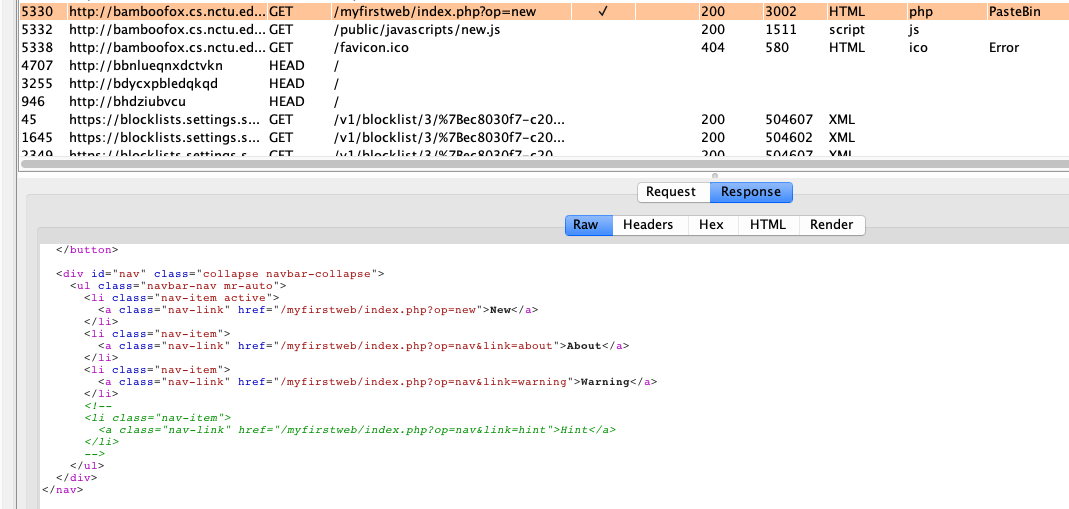 5330 http://bamboofox.cs.nctu.ed... GET /myfirstweb/index.php?op=new ✓ 200 3002 HTML php PasteBin
5332 http://bamboofox.cs.nctu.ed... GET /public/javascripts/new.js 200 1511 script js
5338 http://bamboofox.cs.nctu.ed... GET /favicon.ico 404 580 HTML ico Error
4707 http://bbnlueqnxdctvkn HEAD /
3255 http://bdycxpbledqkqd HEAD /
946 http://bhdziubvcu HEAD /
45 https://blocklists.settings.s... GET /v1/blocklist/3/%7Bec8030f7-c20... 200 504607 XML
1645 https://blocklists.settings.s... GET /v1/blocklist/3/%7Bec8030f7-c20... 200 504602 XML
2349 https://blocklists.settings.s... GET /v1/blocklist/3/%7Bec8030f7-c20... 200 504607 XML
Request Response
Raw Headers Hex HTML Render
</button>
<div id="nav" class="collapse navbar-collapse">
<ul class="navbar-nav mr-auto">
<li class="nav-item active">
<a class="nav-link" href="/myfirstweb/index.php?op=new">New</a>
</li>
<li class="nav-item">
<a class="nav-link" href="/myfirstweb/index.php?op=nav&link=about">About</a>
</li>
<li class="nav-item">
<a class="nav-link" href="/myfirstweb/index.php?op=nav&link=warning">Warning</a>
</li>
<!--
<li class="nav-item">
<a class="nav-link" href="/myfirstweb/index.php?op=nav&link=hint">Hint</a>
</li>
-->
</ul>
</div>
</nav>